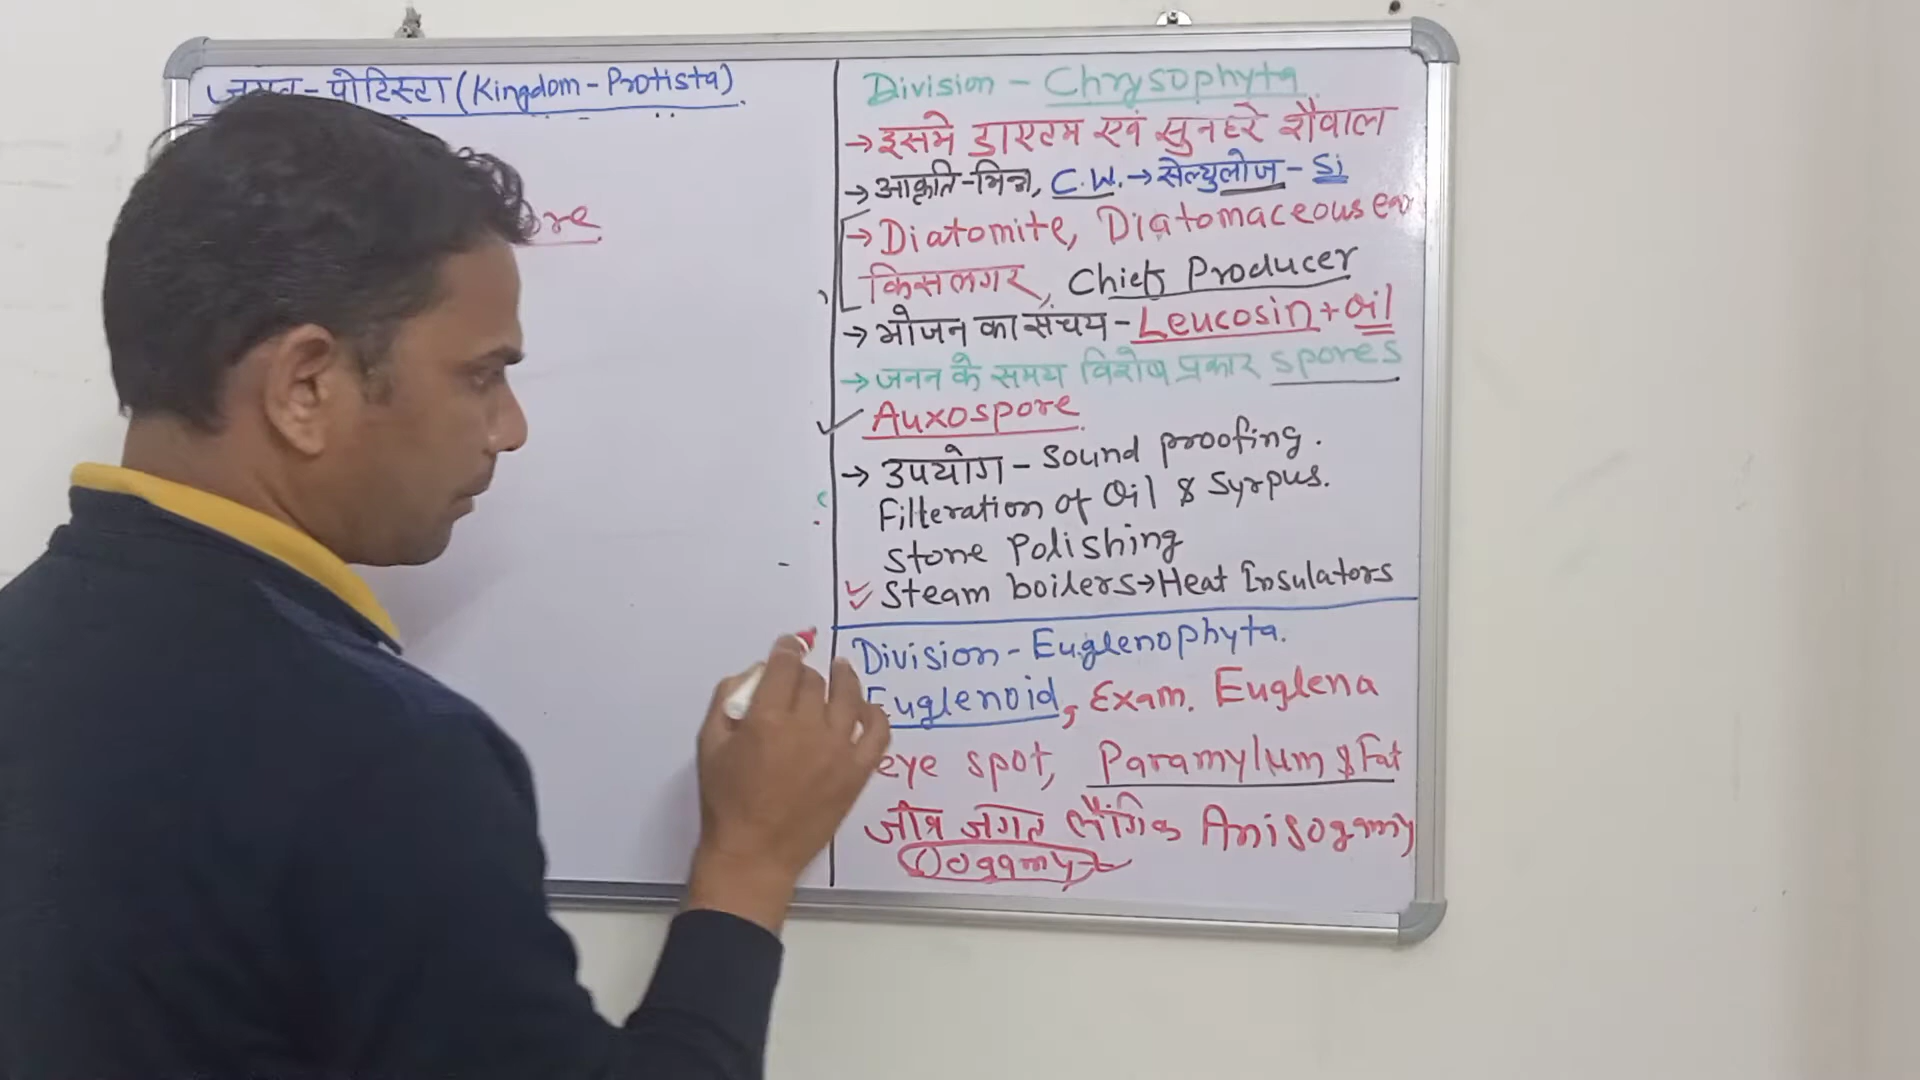 जगत-प्रोटिस्टा (Kingdom-Protista)
ore
Division - Chrysophyta
→ इसमे डाएटम एवं सुनहरे शैवाल
→ आकृति-भिन्न, C.W. → सेल्युलोज - Si
→ Diatomite, Diatomaceous ear
किसलगर, Chief Producer
→ भोजन का संचय - Leucosin + Oil
→ जनन के समय विशेष प्रकार spores
Auxospore
→ उपयोग - Sound proofing.
Filteration of Oil & Syrpus.
Stone Polishing
Steam boilers → Heat Insulators
Division - Euglenophyta.
Euglenoid, Exam. Euglena
eye spot, Paramylum & Fat
जीव जगत लैंगिक Anisogamy
Oogamy